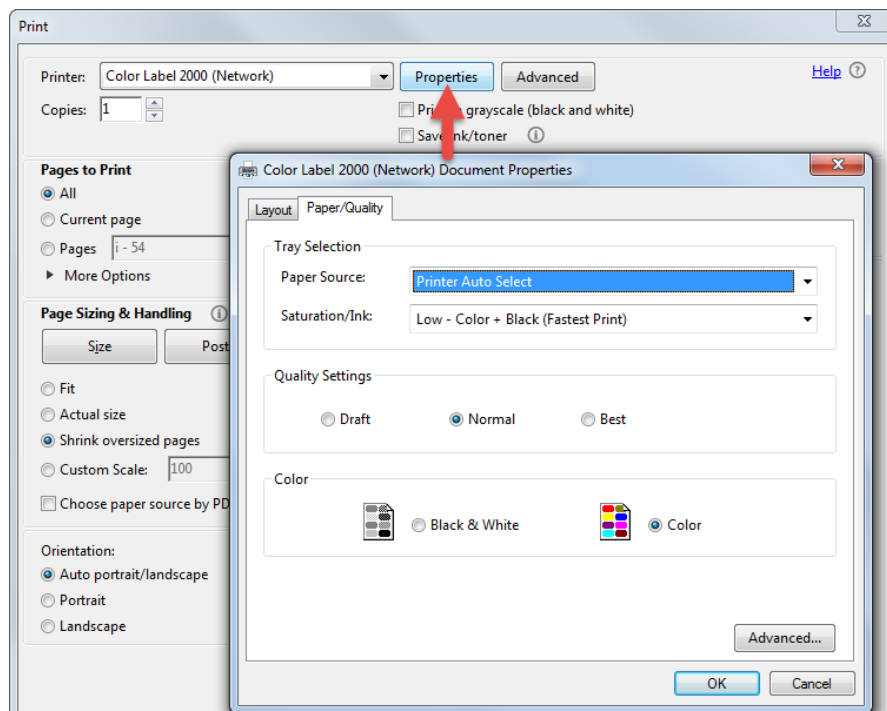 Print
Printer: Color Label 2000 (Network) Properties Advanced Help
Copies: 1 Print grayscale (black and white)
Save ink/toner
Pages to Print
All
Current page
Pages i - 54
More Options
Page Sizing & Handling
Size Post
Fit
Actual size
Shrink oversized pages
Custom Scale: 100
Choose paper source by PD
Orientation:
Auto portrait/landscape
Portrait
Landscape
Color Label 2000 (Network) Document Properties
Layout Paper/Quality
Tray Selection
Paper Source: Printer Auto Select
Saturation/Ink: Low - Color + Black (Fastest Print)
Quality Settings
Draft Normal Best
Color
Black & White Color
Advanced...
OK Cancel